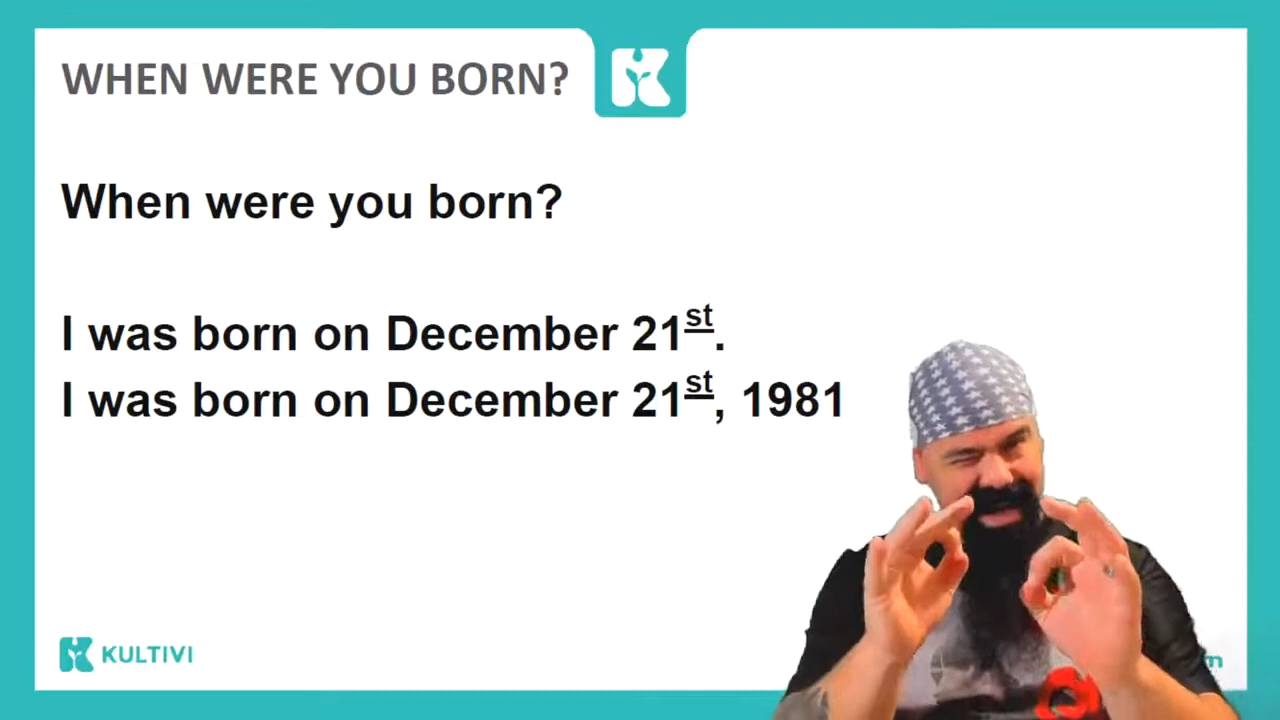 WHEN WERE YOU BORN?
When were you born?
I was born on December 21st.
I was born on December 21st, 1981
KULTIVI